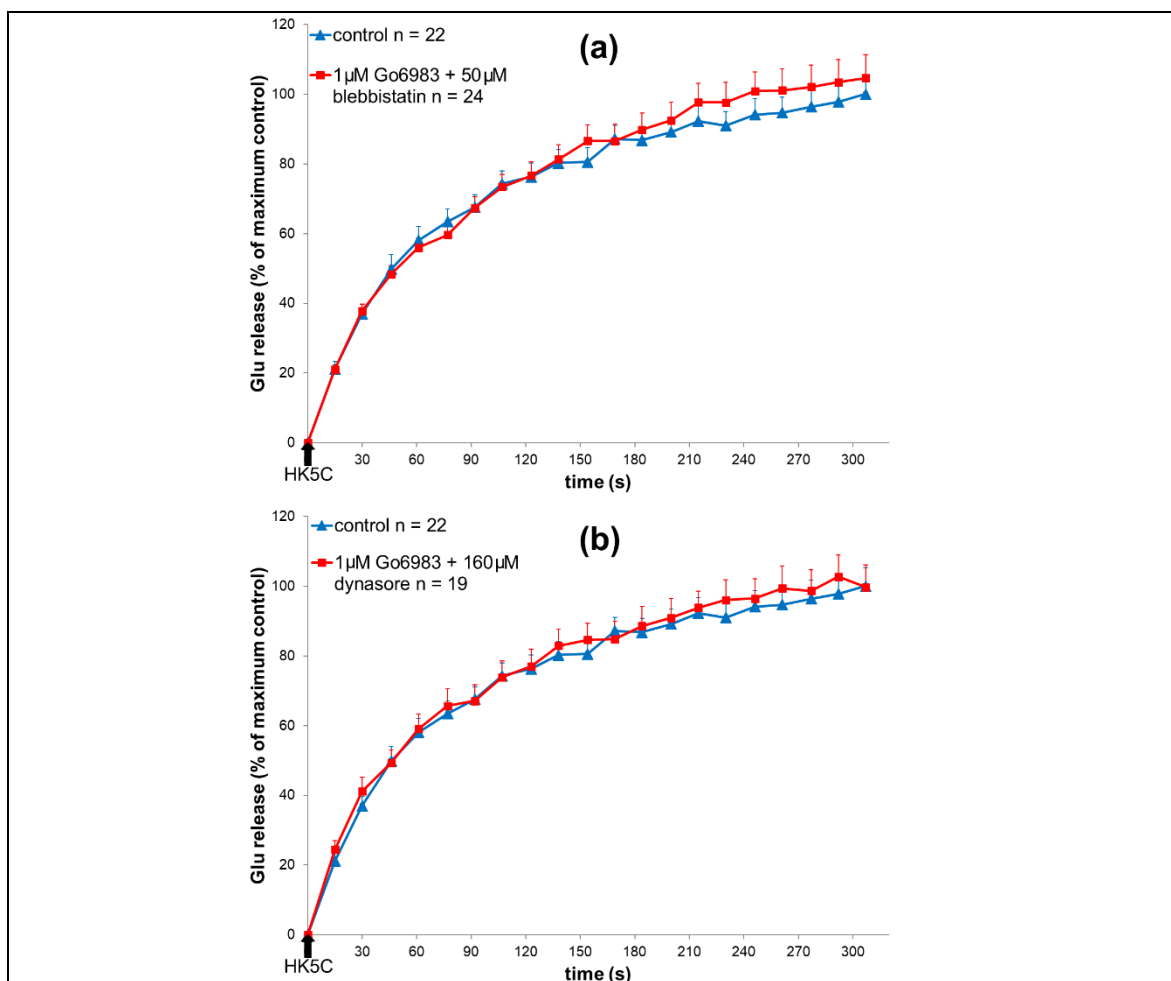 (a)
control n = 22
1µM Go6983 + 50µM
blebbistatin n = 24
Glu release (% of maximum control)
120
100
80
60
40
20
0
30 60 90 120 150 180 210 240 270 300
HK5C
time (s)
(b)
control n = 22
1µM Go6983 + 160µM
dynasore n = 19
Glu release (% of maximum control)
120
100
80
60
40
20
0
30 60 90 120 150 180 210 240 270 300
HK5C
time (s)